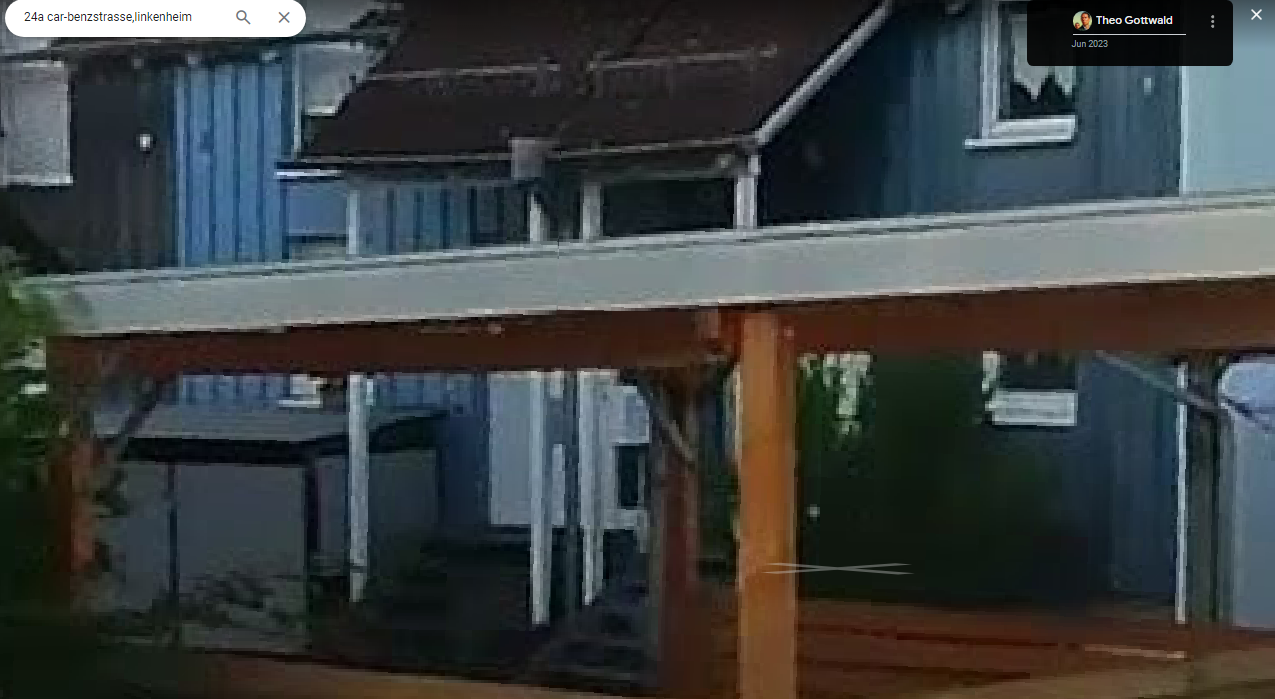 24a car-benzstrasse,linkenheim
Theo Gottwald
Jun 2023